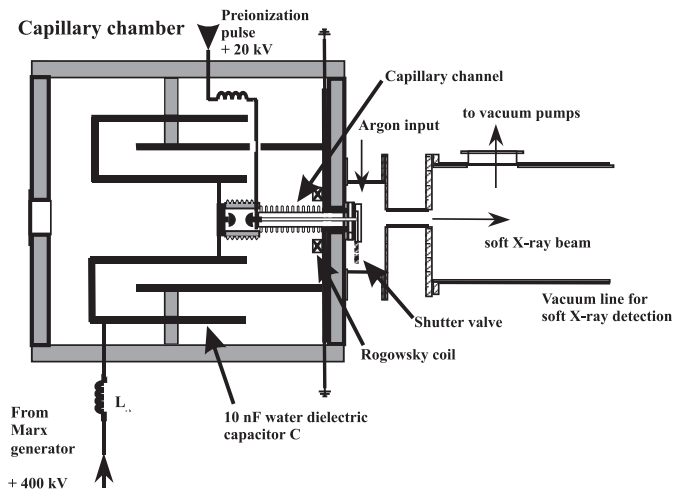 Capillary chamber
Preionization
pulse
+ 20 kV
Capillary channel
Argon input
to vacuum pumps
soft X-ray beam
Shutter valve
Vacuum line for
soft X-ray detection
Rogowsky coil
L
10 nF water dielectric
capacitor C
From
Marx
generator
+ 400 kV